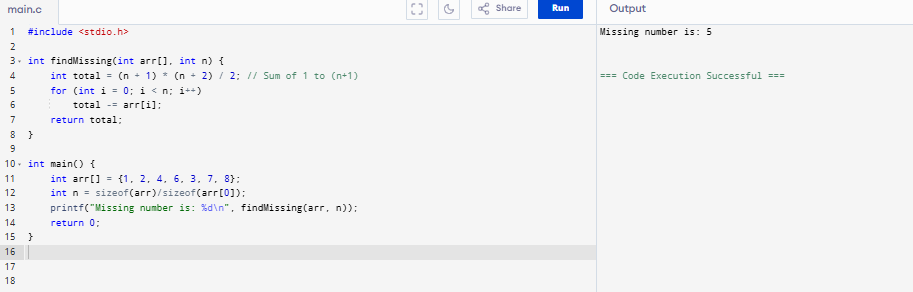 main.c
Share
Run
Output
1 #include <stdio.h>
2
3 int findMissing(int arr[], int n) {
4 int total = (n + 1) * (n + 2) / 2; // Sum of 1 to (n+1)
5 for (int i = 0; i < n; i++)
6 total -= arr[i];
7 return total;
8 }
9
10 int main() {
11 int arr[] = {1, 2, 4, 6, 3, 7, 8};
12 int n = sizeof(arr)/sizeof(arr[0]);
13 printf("Missing number is: %d\n", findMissing(arr, n));
14 return 0;
15 }
16
17
18
Missing number is: 5
=== Code Execution Successful ===